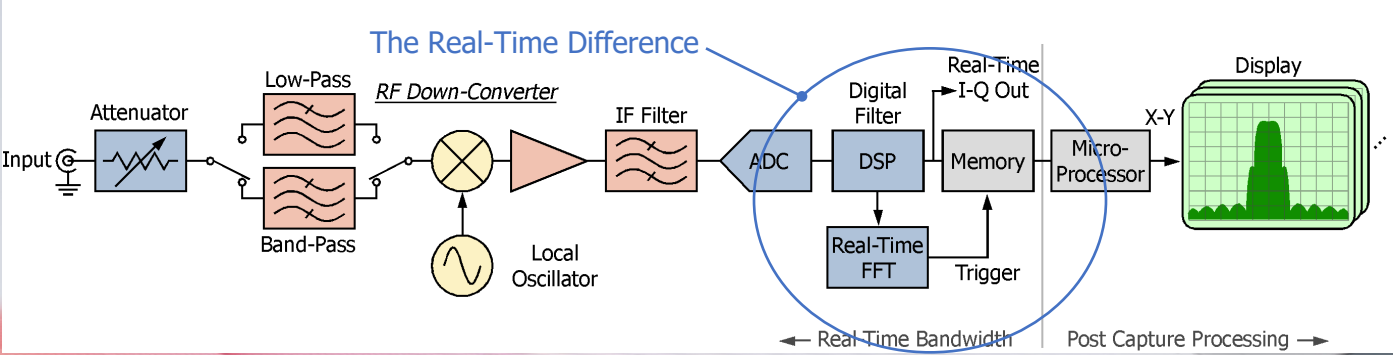 The Real-Time Difference
Input
Attenuator
Low-Pass
Band-Pass
RF Down-Converter
Local
Oscillator
IF Filter
ADC
Digital
Filter
DSP
Real-Time
FFT
Real-Time
I-Q Out
Memory
Trigger
Micro-
Processor
X-Y
Display
Real-Time Bandwidth
Post Capture Processing